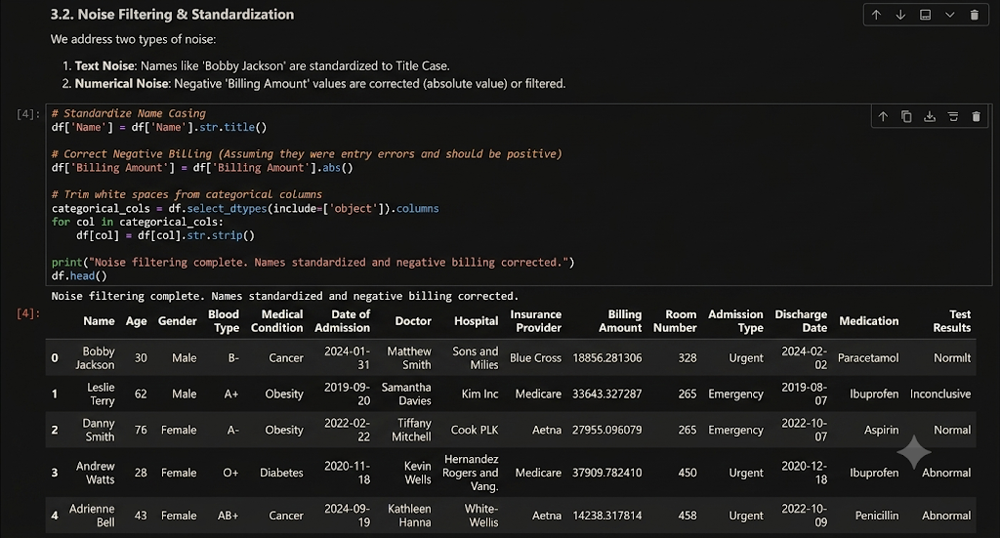 3.2. Noise Filtering & Standardization
We address two types of noise:
1. Text Noise: Names like 'Bobby Jackson' are standardized to Title Case.
2. Numerical Noise: Negative 'Billing Amount' values are corrected (absolute value) or filtered.
[4]:
# Standardize Name Casing
df['Name'] = df['Name'].str.title()
# Correct Negative Billing (Assuming they were entry errors and should be positive)
df['Billing Amount'] = df['Billing Amount'].abs()
# Trim white spaces from categorical columns
categorical_cols = df.select_dtypes(include=['object']).columns
for col in categorical_cols:
    df[col] = df[col].str.strip()
print("Noise filtering complete. Names standardized and negative billing corrected.")
df.head()
Noise filtering complete. Names standardized and negative billing corrected.
[4]:
Name Age Gender Blood Type Medical Condition Date of Admission Doctor Hospital Insurance Provider Billing Amount Room Number Admission Type Discharge Date Medication Test Results
0 Bobby Jackson 30 Male B- Cancer 2024-01-31 Matthew Smith Sons and Milies Blue Cross 18856.281306 328 Urgent 2024-02-02 Paracetamol Normilt
1 Leslie Terry 62 Male A+ Obesity 2019-09-20 Samantha Davies Kim Inc Medicare 33643.327287 265 Emergency 2019-08-07 Ibuprofen Inconclusive
2 Danny Smith 76 Female A- Obesity 2022-02-22 Tiffany Mitchell Cook PLK Aetna 27955.096079 265 Emergency 2022-10-07 Aspirin Normal
3 Andrew Watts 28 Female O+ Diabetes 2020-11-18 Kevin Wells Hernandez Rogers and Vang. Medicare 37909.782410 450 Urgent 2020-12-18 Ibuprofen Abnormal
4 Adrienne Bell 43 Female AB+ Cancer 2024-09-19 Kathleen Hanna White-Wellis Aetna 14238.317814 458 Urgent 2022-10-09 Penicillin Abnormal